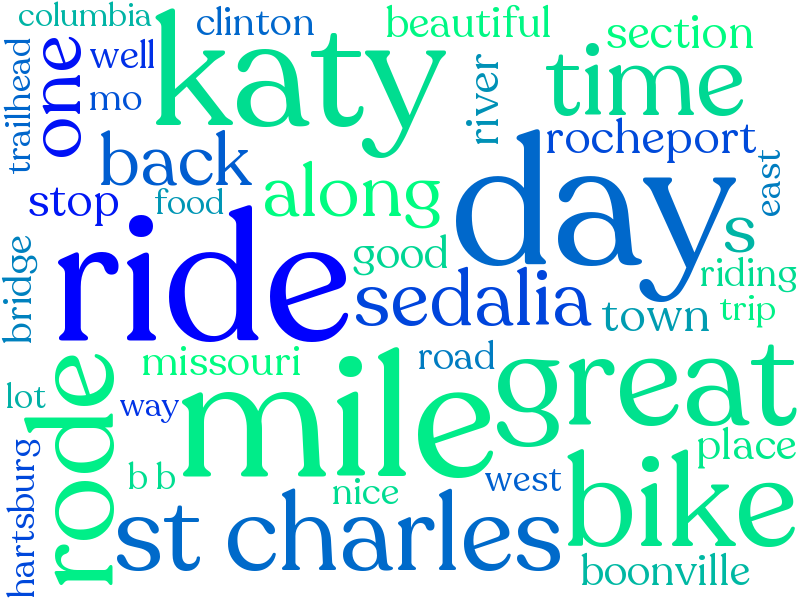 columbia
clinton
beautiful
section
katy
one
well
mo
trailhead
river
time
rocheport
back
day
east
stop
food
along
s
ride
good
bridge
sedalia
riding
town
trip
missouri
road
great
rode
mile
lot
way
place
hartsburg
b b
nice
west
bike
st charles
boonville